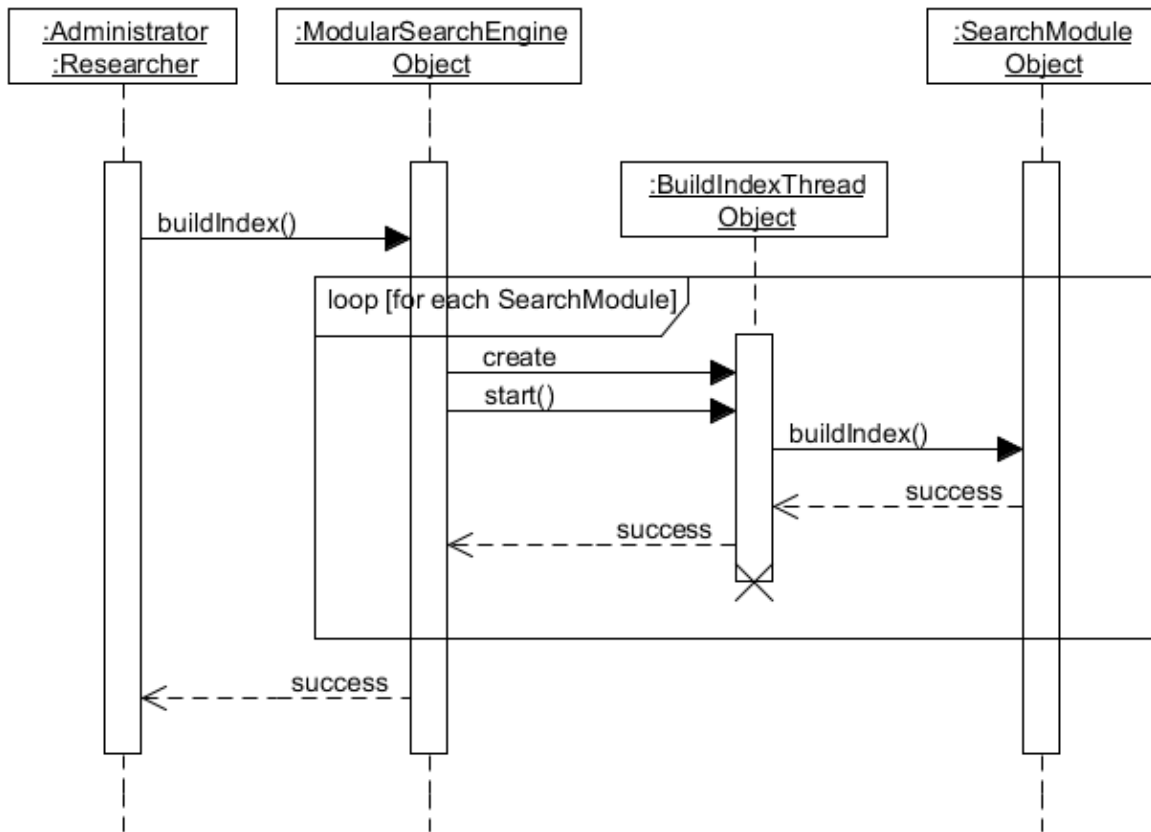 :Administrator
:Researcher
:ModularSearchEngine
Object
:SearchModule
Object
:BuildIndexThread
Object
buildIndex()
loop [for each SearchModule]
create
start()
buildIndex()
success
success
success